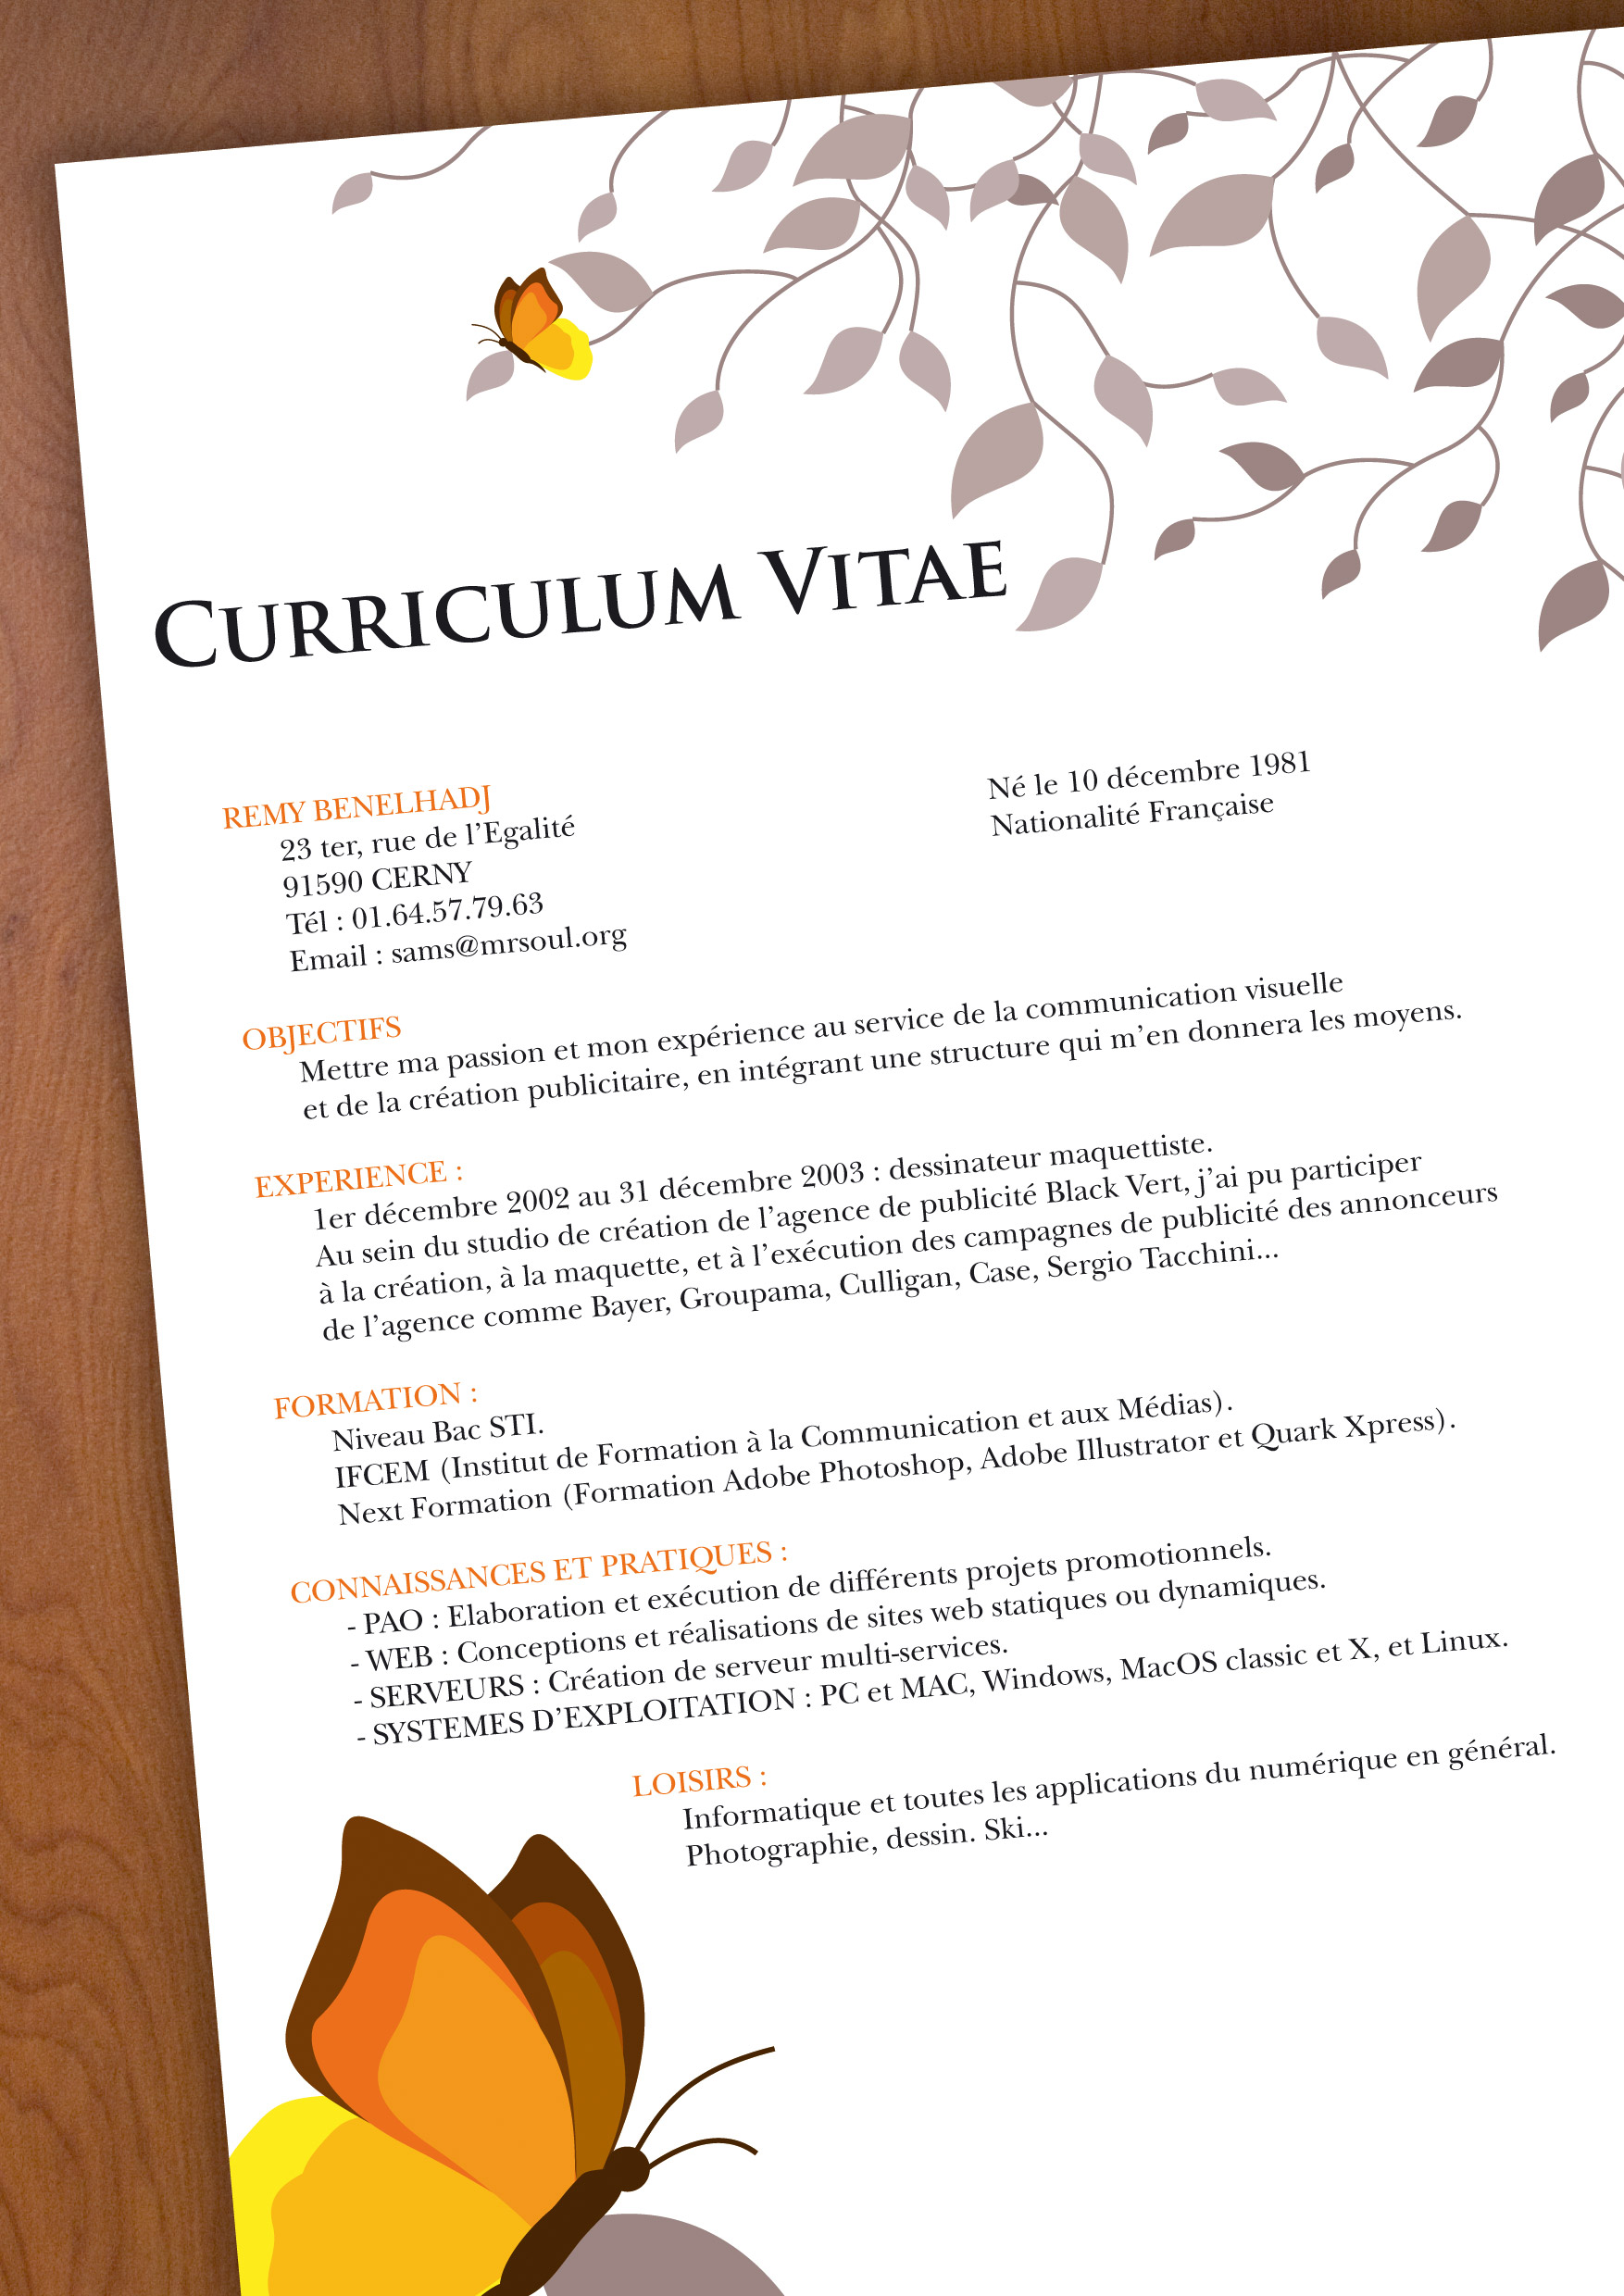 CURRICULUM VITAE
REMY BENELHADJ
23 ter, rue de l’Egalité
91590 CERNY
Tél : 01.64.57.79.63
Email : sams@mrsoul.org
Né le 10 décembre 1981
Nationalité Française
OBJECTIFS
Mettre ma passion et mon expérience au service de la communication visuelle
et de la création publicitaire, en intégrant une structure qui m’en donnera les moyens.
EXPERIENCE :
1er décembre 2002 au 31 décembre 2003 : dessinateur maquettiste.
Au sein du studio de création de l’agence de publicité Black Vert, j’ai pu participer
à la création, à la maquette, et à l’exécution des campagnes de publicité des annonceurs
de l’agence comme Bayer, Groupama, Culligan, Case, Sergio Tacchini...
FORMATION :
Niveau Bac STI.
IFCEM (Institut de Formation à la Communication et aux Médias).
Next Formation (Formation Adobe Photoshop, Adobe Illustrator et Quark Xpress).
CONNAISSANCES ET PRATIQUES :
- PAO : Elaboration et exécution de différents projets promotionnels.
- WEB : Conceptions et réalisations de sites web statiques ou dynamiques.
- SERVEURS : Création de serveur multi-services.
- SYSTEMES D’EXPLOITATION : PC et MAC, Windows, MacOS classic et X, et Linux.
LOISIRS :
Informatique et toutes les applications du numérique en général.
Photographie, dessin. Ski...